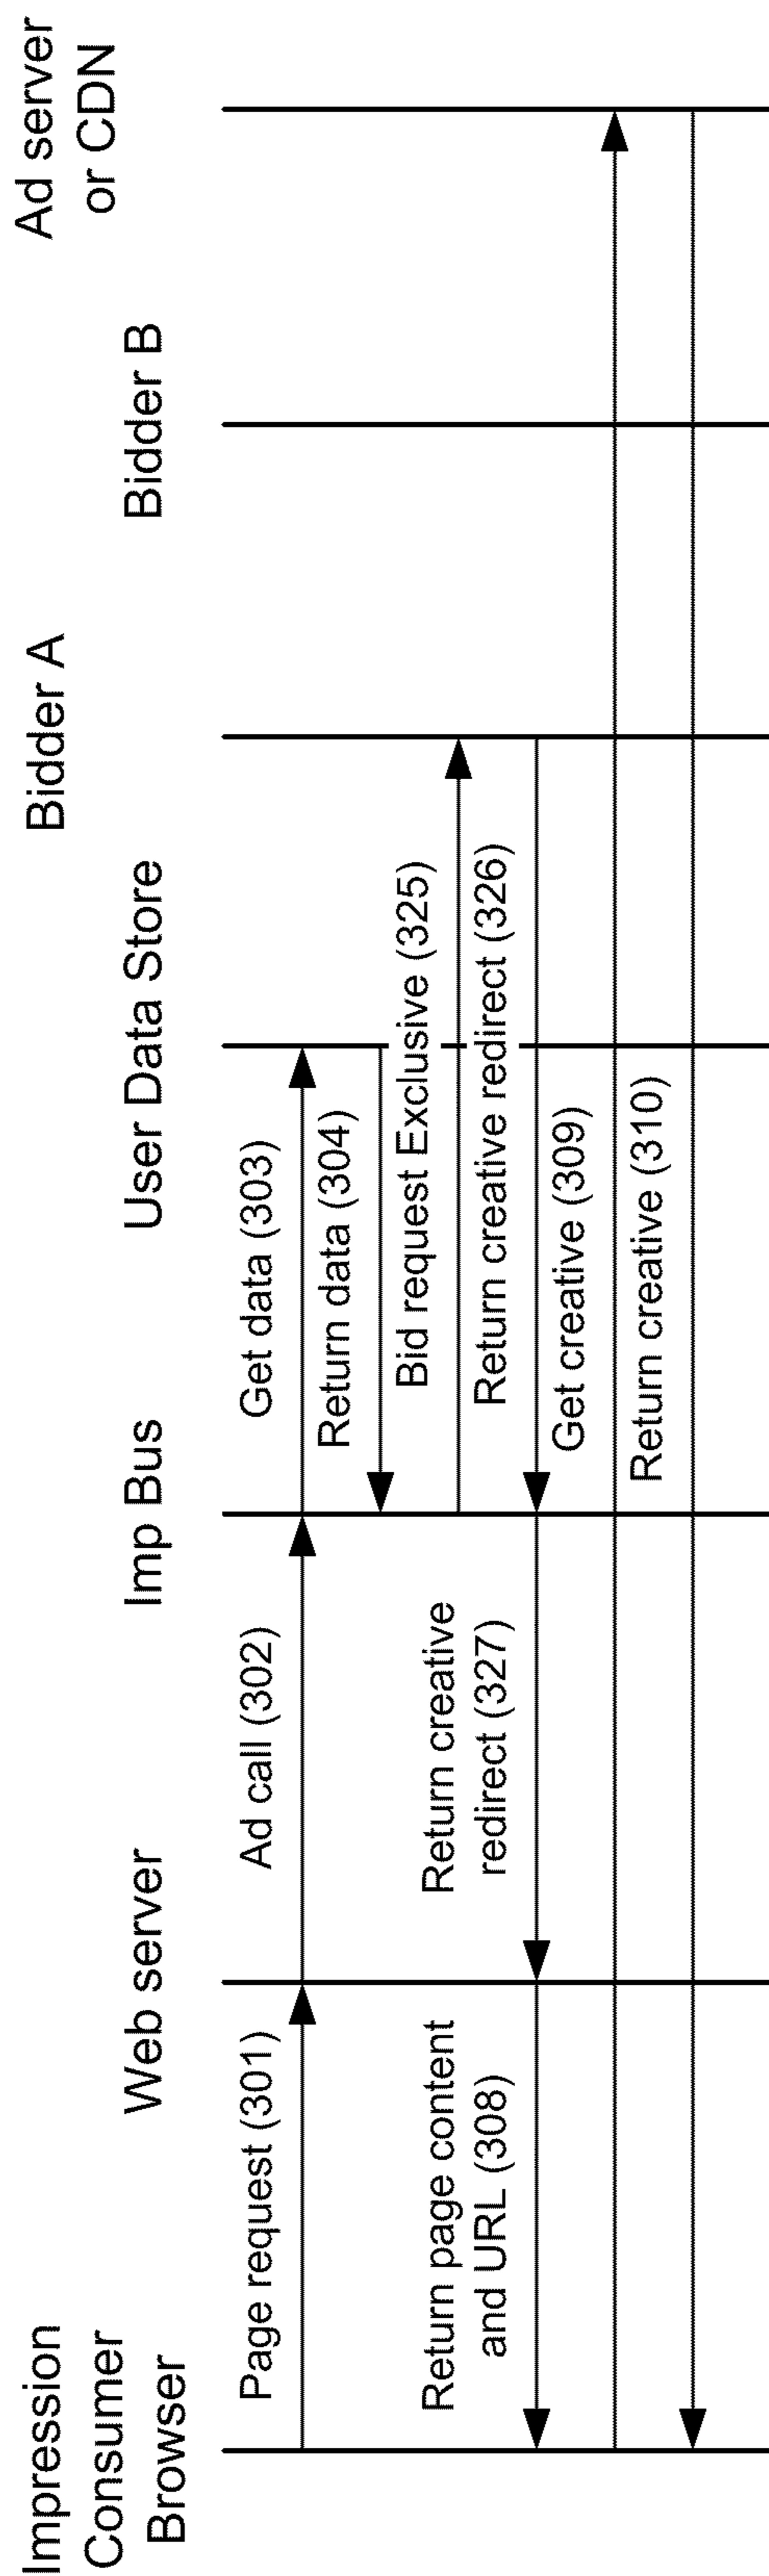 Impression
Consumer
Browser
Web server
Imp Bus
User Data Store
Bidder A
Bidder B
Ad server
or CDN
Page request (301)
Ad call (302)
Get data (303)
Return data (304)
Bid request Exclusive (325)
Return creative redirect (326)
Return creative
redirect (327)
Return page content
and URL (308)
Get creative (309)
Return creative (310)